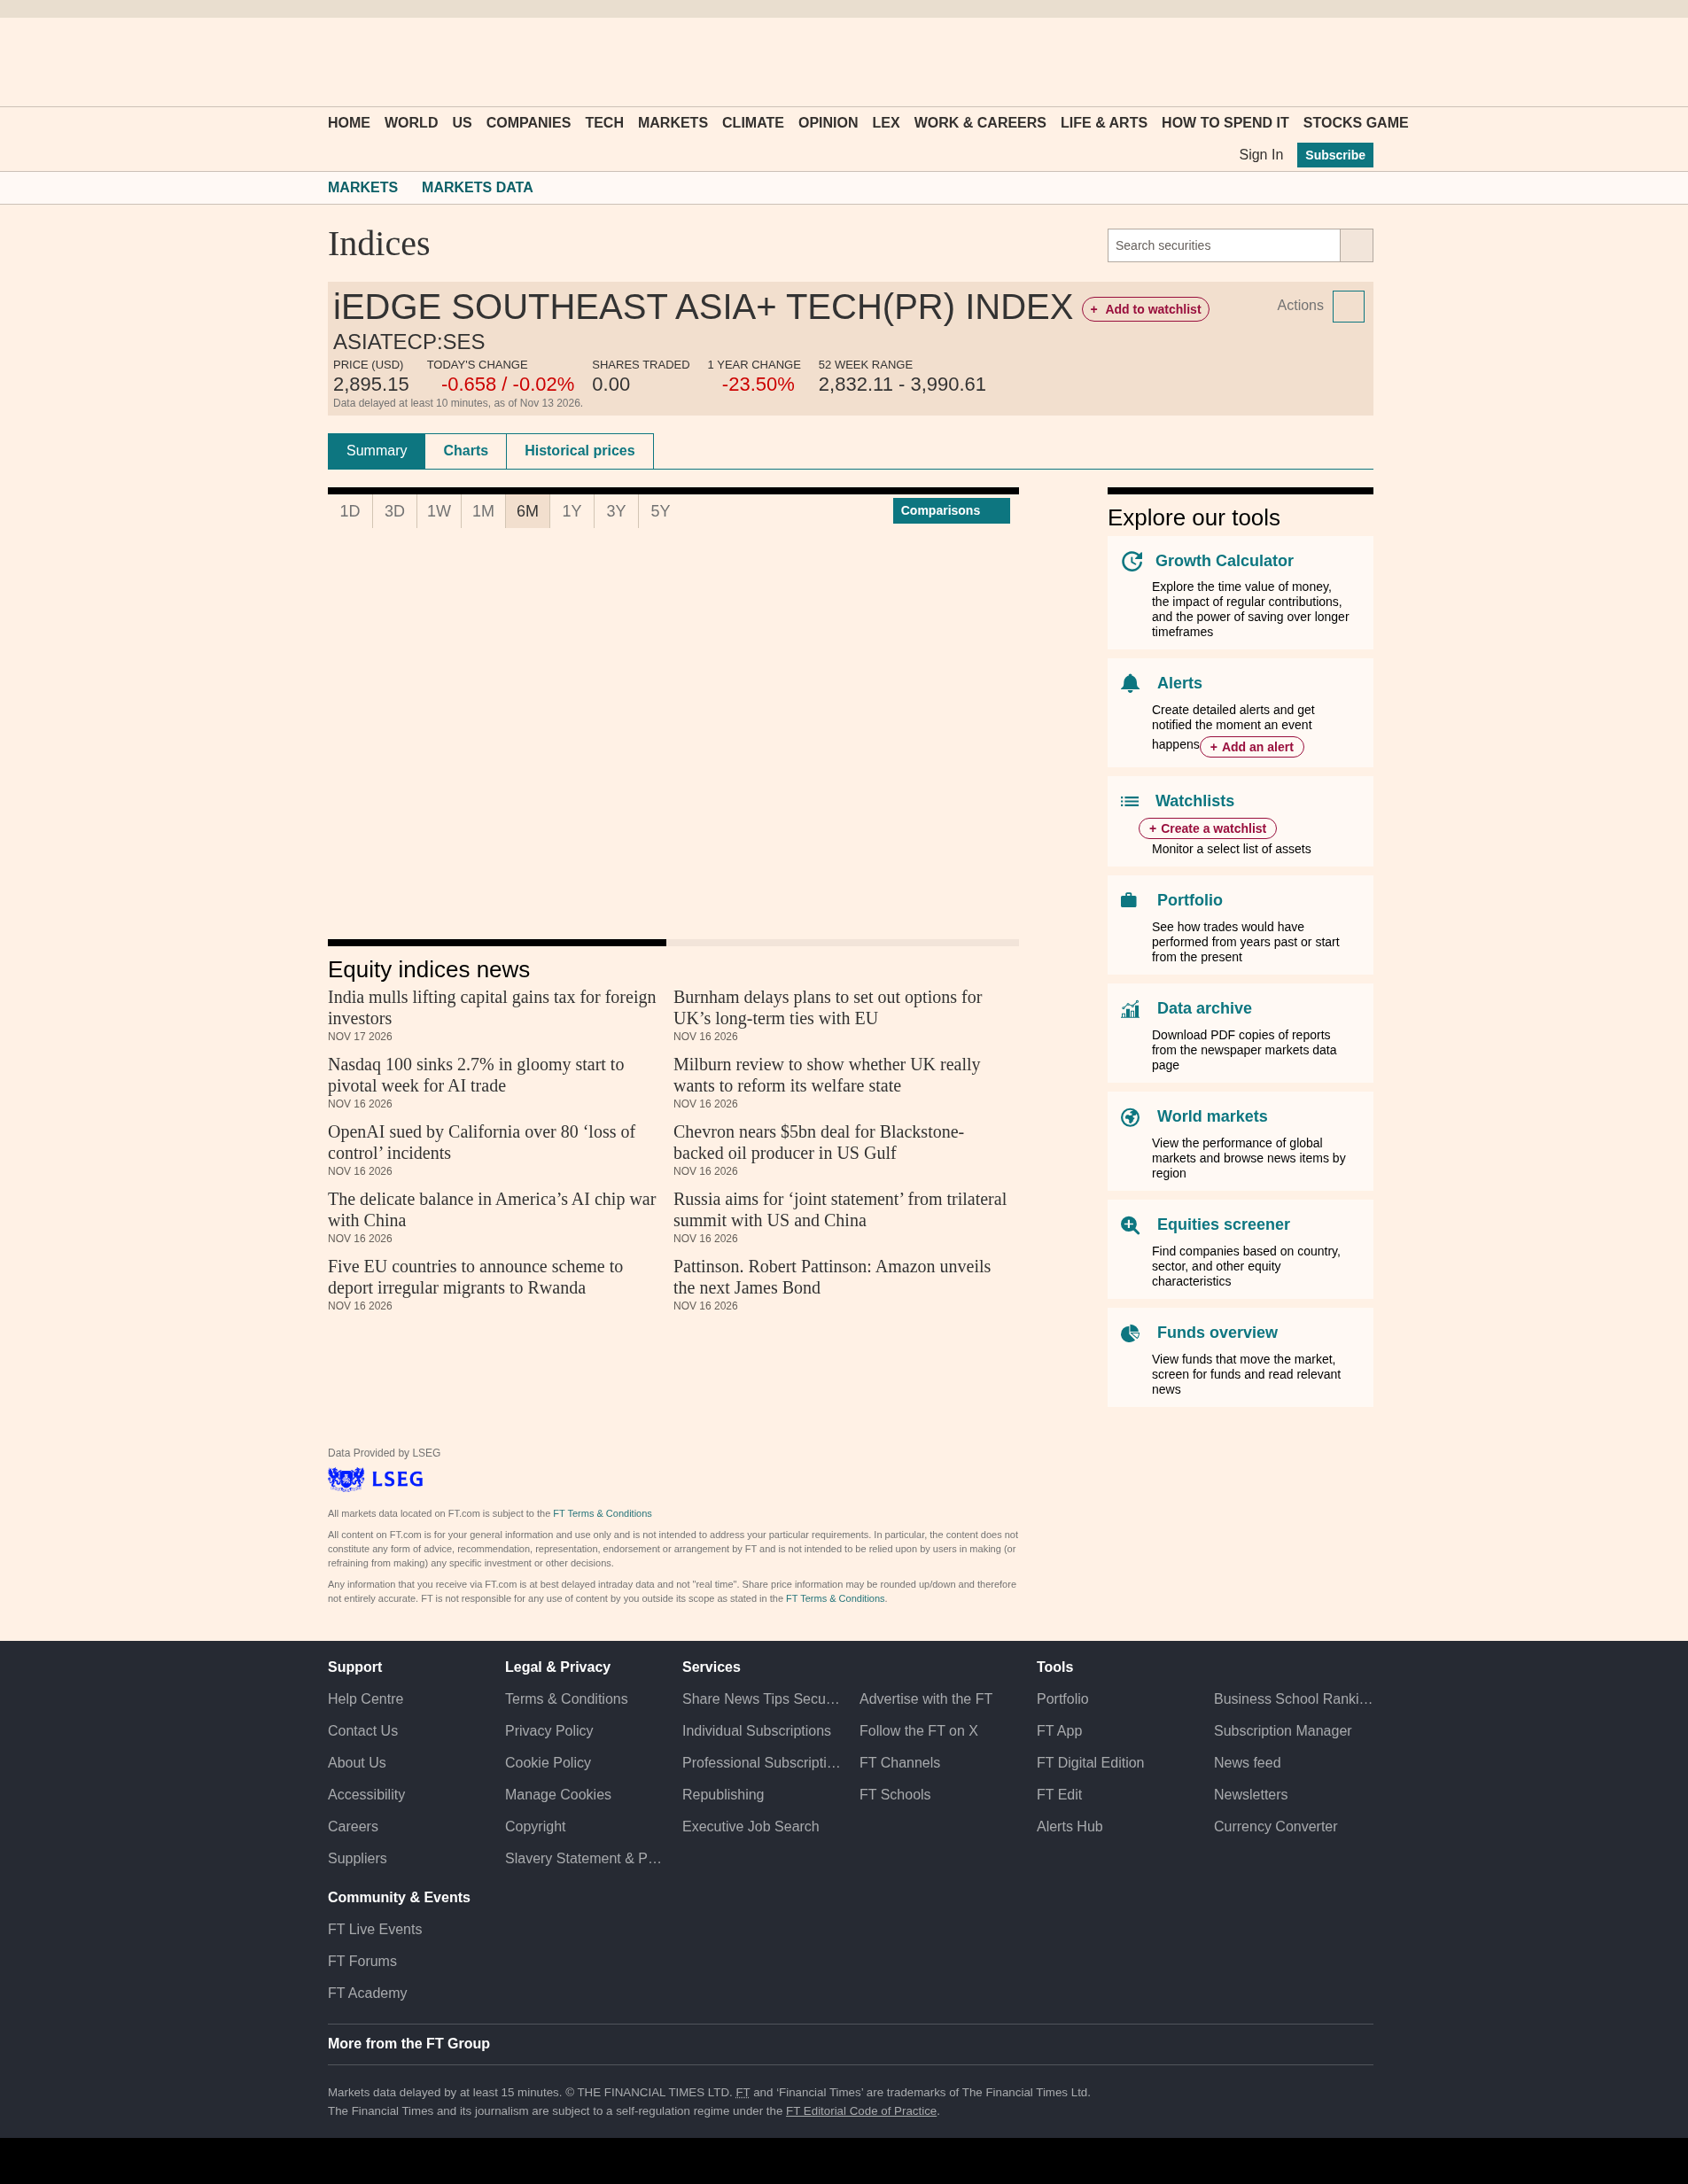 HOME WORLD US COMPANIES TECH MARKETS CLIMATE OPINION LEX WORK & CAREERS LIFE & ARTS HOW TO SPEND IT STOCKS GAME
Sign In Subscribe
MARKETS MARKETS DATA
Indices
Search securities
iEDGE SOUTHEAST ASIA+ TECH(PR) INDEX + Add to watchlist
Actions
ASIATECP:SES
PRICE (USD) TODAY'S CHANGE SHARES TRADED 1 YEAR CHANGE 52 WEEK RANGE
2,895.15 -0.658 / -0.02% 0.00 -23.50% 2,832.11 - 3,990.61
Data delayed at least 10 minutes, as of Nov 13 2026.
Summary Charts Historical prices
1D 3D 1W 1M 6M 1Y 3Y 5Y
Comparisons
Equity indices news
India mulls lifting capital gains tax for foreign
investors
NOV 17 2026
Nasdaq 100 sinks 2.7% in gloomy start to
pivotal week for AI trade
NOV 16 2026
OpenAI sued by California over 80 ‘loss of
control’ incidents
NOV 16 2026
The delicate balance in America’s AI chip war
with China
NOV 16 2026
Five EU countries to announce scheme to
deport irregular migrants to Rwanda
NOV 16 2026
Burnham delays plans to set out options for
UK’s long-term ties with EU
NOV 16 2026
Milburn review to show whether UK really
wants to reform its welfare state
NOV 16 2026
Chevron nears $5bn deal for Blackstone-
backed oil producer in US Gulf
NOV 16 2026
Russia aims for ‘joint statement’ from trilateral
summit with US and China
NOV 16 2026
Pattinson. Robert Pattinson: Amazon unveils
the next James Bond
NOV 16 2026
Explore our tools
Growth Calculator
Explore the time value of money,
the impact of regular contributions,
and the power of saving over longer
timeframes
Alerts
Create detailed alerts and get
notified the moment an event
happens + Add an alert
Watchlists
+ Create a watchlist
Monitor a select list of assets
Portfolio
See how trades would have
performed from years past or start
from the present
Data archive
Download PDF copies of reports
from the newspaper markets data
page
World markets
View the performance of global
markets and browse news items by
region
Equities screener
Find companies based on country,
sector, and other equity
characteristics
Funds overview
View funds that move the market,
screen for funds and read relevant
news
Data Provided by LSEG
LSEG
All markets data located on FT.com is subject to the FT Terms & Conditions
All content on FT.com is for your general information and use only and is not intended to address your particular requirements. In particular, the content does not
constitute any form of advice, recommendation, representation, endorsement or arrangement by FT and is not intended to be relied upon by users in making (or
refraining from making) any specific investment or other decisions.
Any information that you receive via FT.com is at best delayed intraday data and not "real time". Share price information may be rounded up/down and therefore
not entirely accurate. FT is not responsible for any use of content by you outside its scope as stated in the FT Terms & Conditions.
Support
Help Centre
Contact Us
About Us
Accessibility
Careers
Suppliers
Legal & Privacy
Terms & Conditions
Privacy Policy
Cookie Policy
Manage Cookies
Copyright
Slavery Statement & P…
Services
Share News Tips Secu…
Individual Subscriptions
Professional Subscripti…
Republishing
Executive Job Search
Advertise with the FT
Follow the FT on X
FT Channels
FT Schools
Tools
Portfolio
FT App
FT Digital Edition
FT Edit
Alerts Hub
Business School Ranki…
Subscription Manager
News feed
Newsletters
Currency Converter
Community & Events
FT Live Events
FT Forums
FT Academy
More from the FT Group
Markets data delayed by at least 15 minutes. © THE FINANCIAL TIMES LTD. FT and ‘Financial Times’ are trademarks of The Financial Times Ltd.
The Financial Times and its journalism are subject to a self-regulation regime under the FT Editorial Code of Practice.